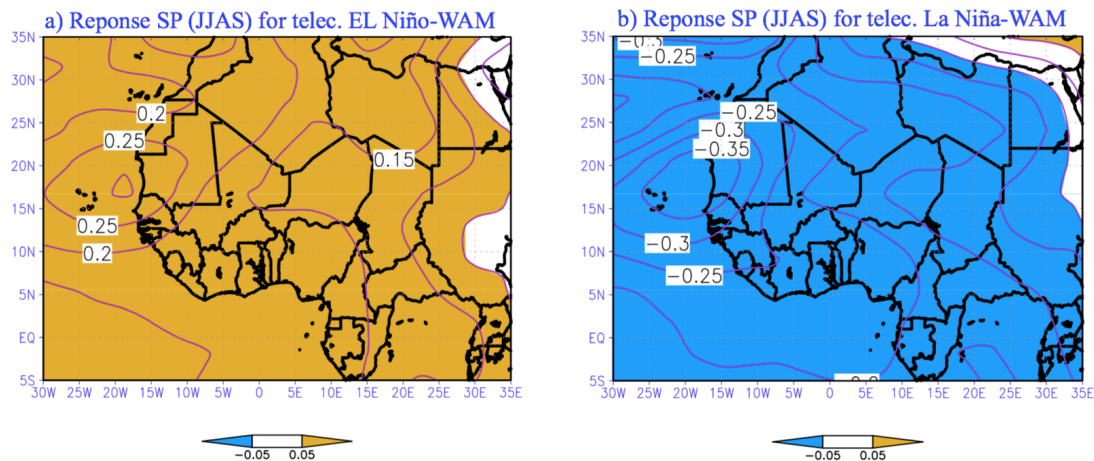 a) Reponse SP (JJAS) for telec. EL Niño-WAM
35N
30N
25N
20N
15N
10N
5N
EQ
5S
0.2
0.25
0.15
0.25
0.2
30W 25W 20W 15W 10W 5W 0 5E 10E 15E 20E 25E 30E 35E
-0.05 0.05
b) Reponse SP (JJAS) for telec. La Niña-WAM
35N
30N
25N
20N
15N
10N
5N
EQ
5S
-0.25
-0.25
-0.3
-0.35
-0.3
-0.25
30W 25W 20W 15W 10W 5W 0 5E 10E 15E 20E 25E 30E 35E
-0.05 0.05